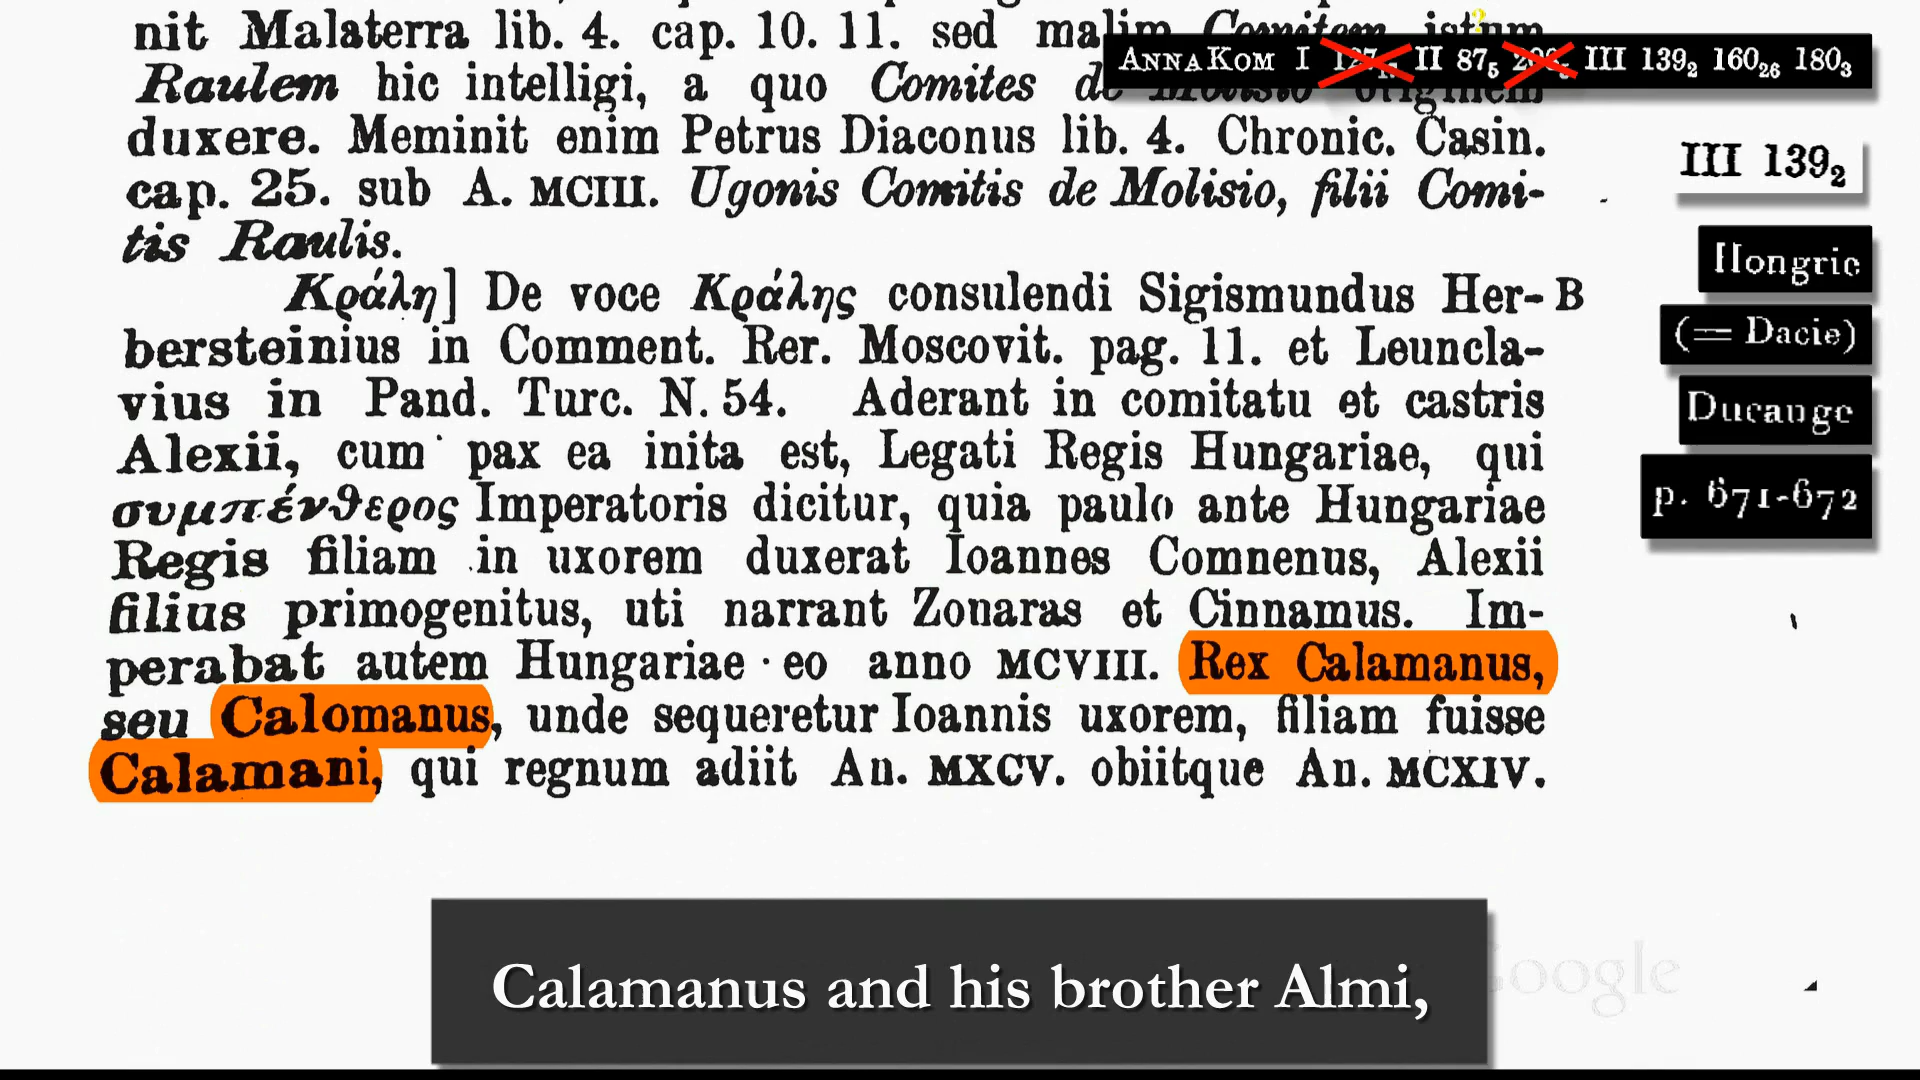 nit Malaterra lib. 4. cap. 10. 11. sed malim Comitem istum
Raulem hic intelligi, a quo Comites de Molisio originem
duxere. Meminit enim Petrus Diaconus lib. 4. Chronic. Casin.
cap. 25. sub A. MCIII. Ugonis Comitis de Molisio, filii Comi-
tis Raulis.
Κράλη] De voce Κράλης consulendi Sigismundus Her- B
bersteinius in Comment. Rer. Moscovit. pag. 11. et Leuncla-
vius in Pand. Turc. N. 54. Aderant in comitatu et castris
Alexii, cum pax ea inita est, Legati Regis Hungariae, qui
συμπένθερος Imperatoris dicitur, quia paulo ante Hungariae
Regis filiam in uxorem duxerat Ioannes Comnenus, Alexii
filius primogenitus, uti narrant Zonaras et Cinnamus. Im-
perabat autem Hungariae eo anno MCVIII. Rex Calamanus,
seu Calomanus, unde sequeretur Ioannis uxorem, filiam fuisse
Calamani, qui regnum adiit An. MXCV. obiitque An. MCXIV.
ANNA KOM I II 87₅ III 139₂ 160₂₆ 180₃
III 139₂
Hongrie
(= Dacie)
Ducange
p. 671-672
Calamanus and his brother Almi,
Google